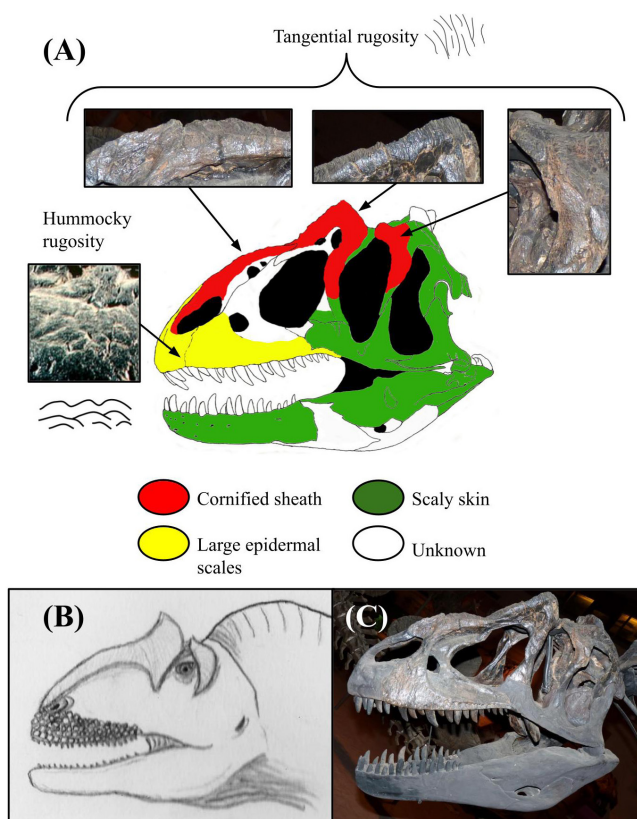 Tangential rugosity
(A)
Hummocky
rugosity
Cornified sheath
Scaly skin
Large epidermal
scales
Unknown
(B)
(C)